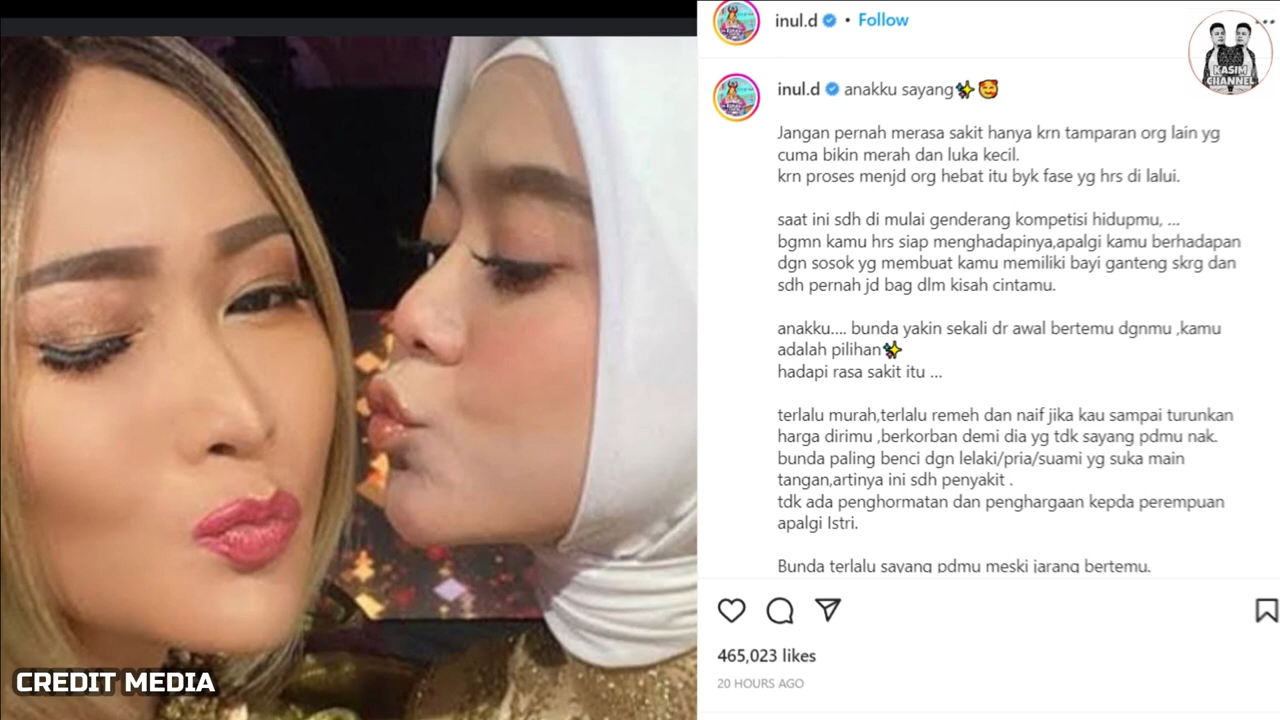 inul.d • Follow
KASIM
CHANNEL
inul.d anakku sayang✨🥰
Jangan pernah merasa sakit hanya krn tamparan org lain yg
cuma bikin merah dan luka kecil.
krn proses menjd org hebat itu byk fase yg hrs di lalui.
saat ini sdh di mulai genderang kompetisi hidupmu, ...
bgmn kamu hrs siap menghadapinya,apalgi kamu berhadapan
dgn sosok yg membuat kamu memiliki bayi ganteng skrg dan
sdh pernah jd bag dlm kisah cintamu.
anakku.... bunda yakin sekali dr awal bertemu dgnmu ,kamu
adalah pilihan✨
hadapi rasa sakit itu ...
terlalu murah,terlalu remeh dan naif jika kau sampai turunkan
harga dirimu ,berkorban demi dia yg tdk sayang pdmu nak.
bunda paling benci dgn lelaki/pria/suami yg suka main
tangan,artinya ini sdh penyakit .
tdk ada penghormatan dan penghargaan kepda perempuan
apalgi Istri.
Bunda terlalu sayang pdmu meski jarang bertemu.
465,023 likes
20 HOURS AGO
CREDIT MEDIA